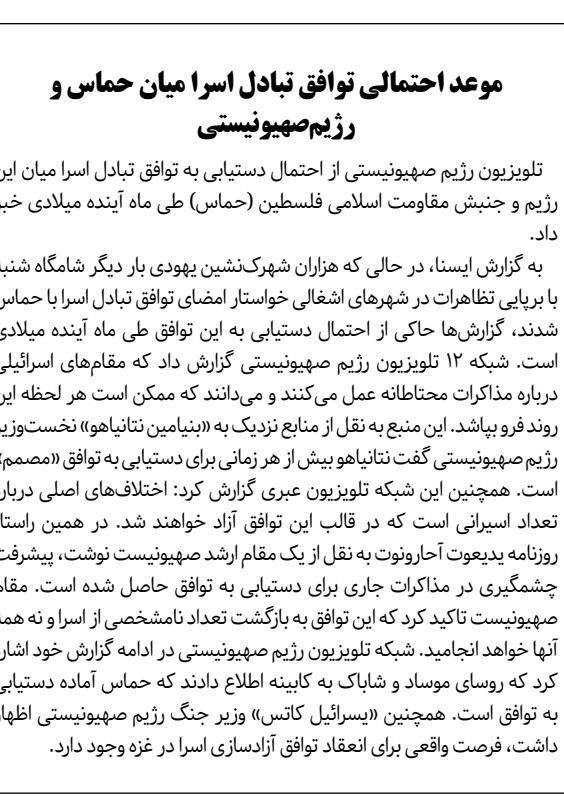 موعد احتمالی توافق تبادل اسرا میان حماس و
رژیم‌صهیونیستی
تلویزیون رژیم صهیونیستی از احتمال دستیابی به توافق تبادل اسرا میان این
رژیم و جنبش مقاومت اسلامی فلسطین (حماس) طی ماه آینده میلادی خبر
داد.
به گزارش ایسنا، در حالی که هزاران شهرک‌نشین یهودی بار دیگر شامگاه شنبه
با برپایی تظاهرات در شهرهای اشغالی خواستار امضای توافق تبادل اسرا با حماس
شدند، گزارش‌ها حاکی از احتمال دستیابی به این توافق طی ماه آینده میلادی
است. شبکه ۱۲ تلویزیون رژیم صهیونیستی گزارش داد که مقام‌های اسرائیلی
درباره مذاکرات محتاطانه عمل می‌کنند و می‌دانند که ممکن است هر لحظه این
روند فرو بپاشد. این منبع به نقل از منابع نزدیک به «بنیامین نتانیاهو» نخست‌وزیر
رژیم صهیونیستی گفت نتانیاهو بیش از هر زمانی برای دستیابی به توافق «مصمم»
است. همچنین این شبکه تلویزیون عبری گزارش کرد: اختلاف‌های اصلی درباره
تعداد اسیرانی است که در قالب این توافق آزاد خواهند شد. در همین راستا
روزنامه یدیعوت آحارونوت به نقل از یک مقام ارشد صهیونیست نوشت، پیشرفت
چشمگیری در مذاکرات جاری برای دستیابی به توافق حاصل شده است. مقام
صهیونیست تاکید کرد که این توافق به بازگشت تعداد نامشخصی از اسرا و نه همه
آنها خواهد انجامید. شبکه تلویزیون رژیم صهیونیستی در ادامه گزارش خود اشاره
کرد که روسای موساد و شاباک به کابینه اطلاع دادند که حماس آماده دستیابی
به توافق است. همچنین «یسرائیل کاتس» وزیر جنگ رژیم صهیونیستی اظهار
داشت، فرصت واقعی برای انعقاد توافق آزادسازی اسرا در غزه وجود دارد.